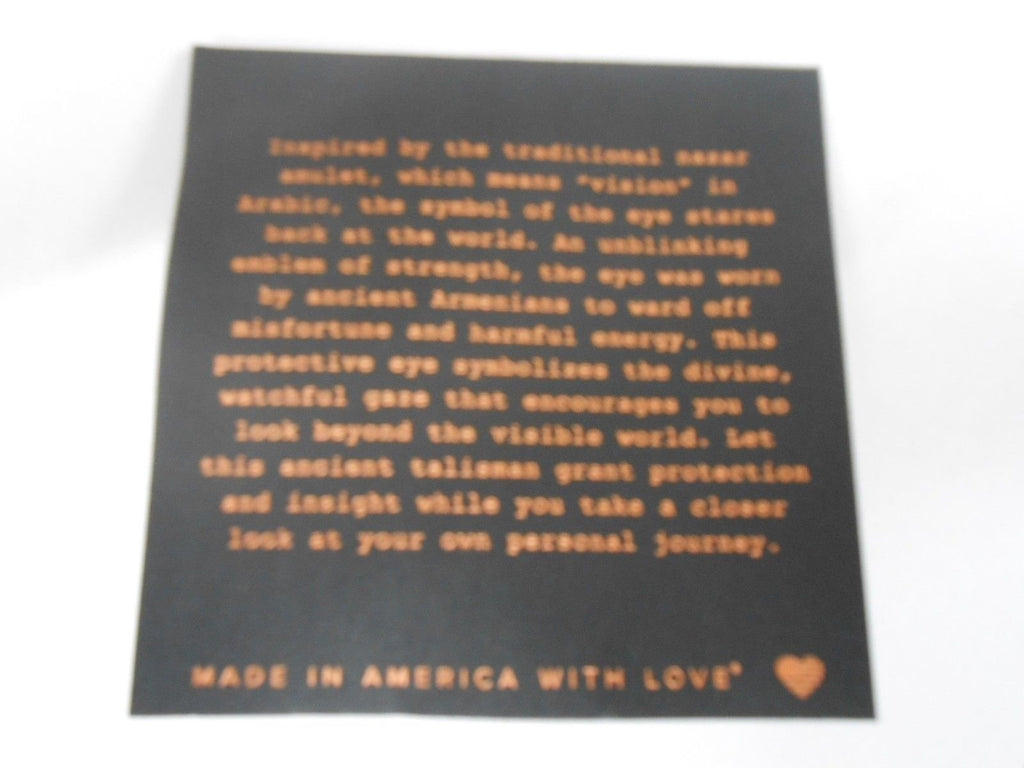 Inspired by the traditional nazar
amulet, which means "vision" in
Arabic, the symbol of the eye stares
back at the world. An unblinking
emblem of strength, the eye was worn
by ancient Armenians to ward off
misfortune and harmful energy. This
protective eye symbolizes the divine,
watchful gaze that encourages you to
look beyond the visible world. Let
this ancient talisman grant protection
and insight while you take a closer
look at your own personal journey.
MADE IN AMERICA WITH LOVE®